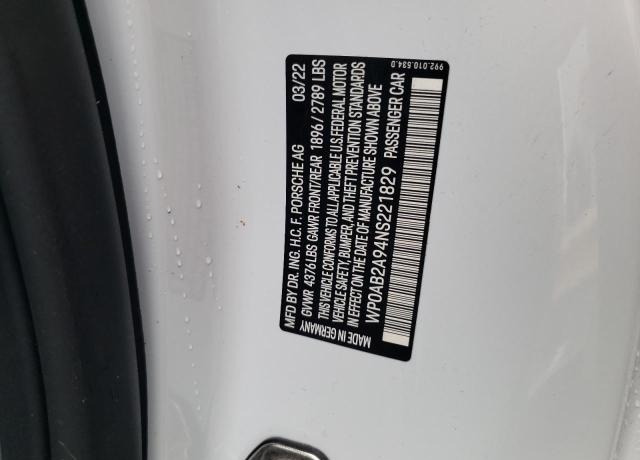 992.010.534.0
MFD BY DR. ING. H.C. F. PORSCHE AG 03/22
GVWR 4376 LBS GAWR FRONT/REAR 1896 / 2789 LBS
THIS VEHICLE CONFORMS TO ALL APPLICABLE U.S. FEDERAL MOTOR
VEHICLE SAFETY, BUMPER, AND THEFT PREVENTION STANDARDS
IN EFFECT ON THE DATE OF MANUFACTURE SHOWN ABOVE
WP0AB2A94NS221829 PASSENGER CAR
MADE IN GERMANY